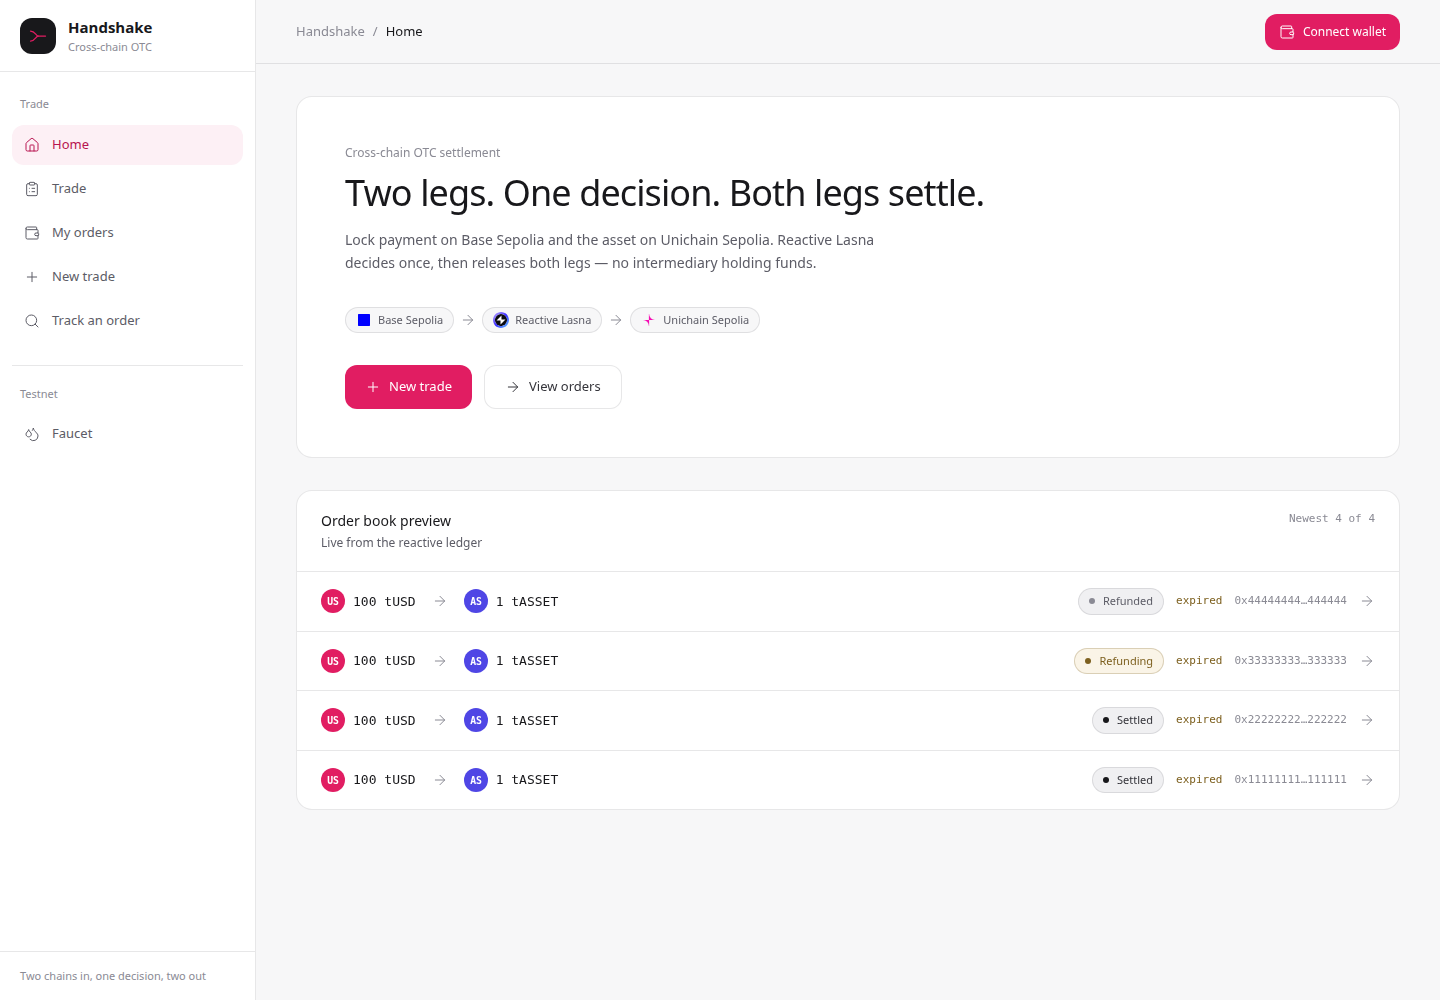 Handshake
Cross-chain OTC
Trade
Home
Trade
My orders
New trade
Track an order
Testnet
Faucet
Two chains in, one decision, two out
Handshake / Home
Connect wallet
Cross-chain OTC settlement
Two legs. One decision. Both legs settle.
Lock payment on Base Sepolia and the asset on Unichain Sepolia. Reactive Lasna
decides once, then releases both legs — no intermediary holding funds.
Base Sepolia → Reactive Lasna → Unichain Sepolia
New trade
View orders
Order book preview
Newest 4 of 4
Live from the reactive ledger
US 100 tUSD → AS 1 tASSET Refunded expired 0x44444444…444444
US 100 tUSD → AS 1 tASSET Refunding expired 0x33333333…333333
US 100 tUSD → AS 1 tASSET Settled expired 0x22222222…222222
US 100 tUSD → AS 1 tASSET Settled expired 0x11111111…111111